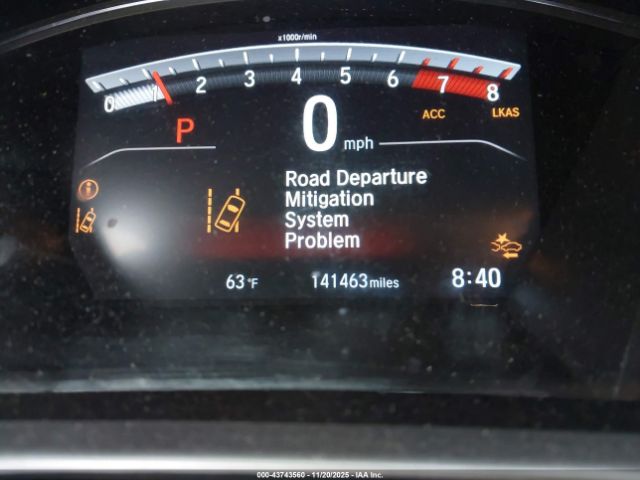 x1000r/min
0 1 2 3 4 5 6 7 8
P 0 mph ACC LKAS
Road Departure
Mitigation
System
Problem
63°F 141463 miles 8:40
000-43743560 - 11/20/2025 - IAA Inc.